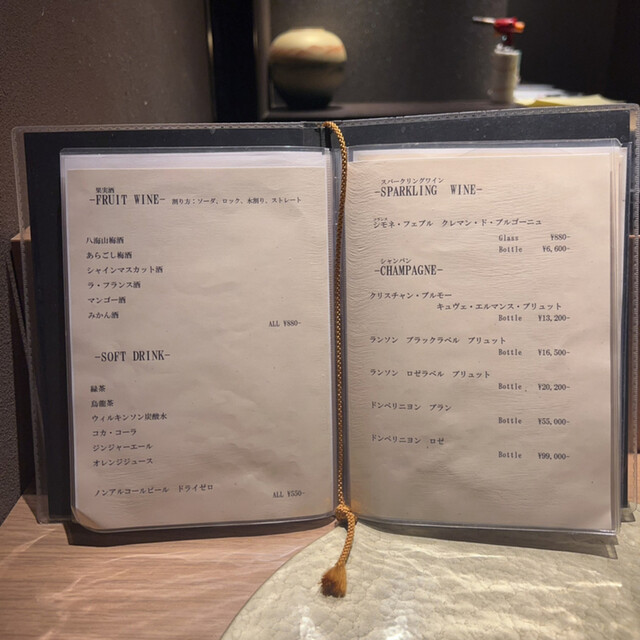 果実酒
-FRUIT WINE- 割り方：ソーダ、ロック、水割り、ストレート
八海山梅酒
あらごし梅酒
シャインマスカット酒
ラ・フランス酒
マンゴー酒
みかん酒
ALL ¥880-
-SOFT DRINK-
緑茶
烏龍茶
ウィルキンソン炭酸水
コカ・コーラ
ジンジャーエール
オレンジジュース
ノンアルコールビール ドライゼロ
ALL ¥550-
スパークリングワイン
-SPARKLING WINE-
シモネ・フェブル クレマン・ド・ブルゴーニュ
Glass ¥880-
Bottle ¥6,600-
シャンパン
-CHAMPAGNE-
クリスチャン・ブルモー
キュヴェ・エルマンス・ブリュット
Bottle ¥13,200-
ランソン ブラックラベル ブリュット
Bottle ¥16,500-
ランソン ロゼラベル ブリュット
Bottle ¥20,200-
ドンペリニヨン ブラン
Bottle ¥55,000-
ドンペリニヨン ロゼ
Bottle ¥99,000-